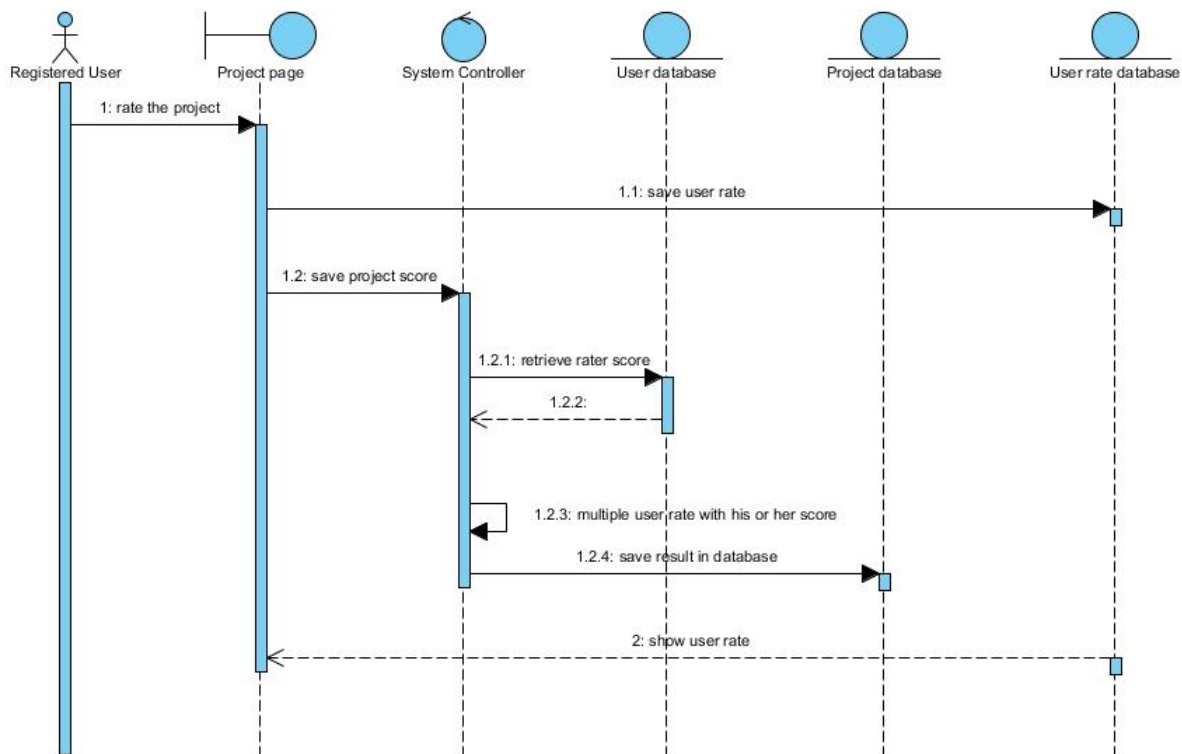 Registered User
Project page
System Controller
User database
Project database
User rate database
1: rate the project
1.1: save user rate
1.2: save project score
1.2.1: retrieve rater score
1.2.2:
1.2.3: multiple user rate with his or her score
1.2.4: save result in database
2: show user rate